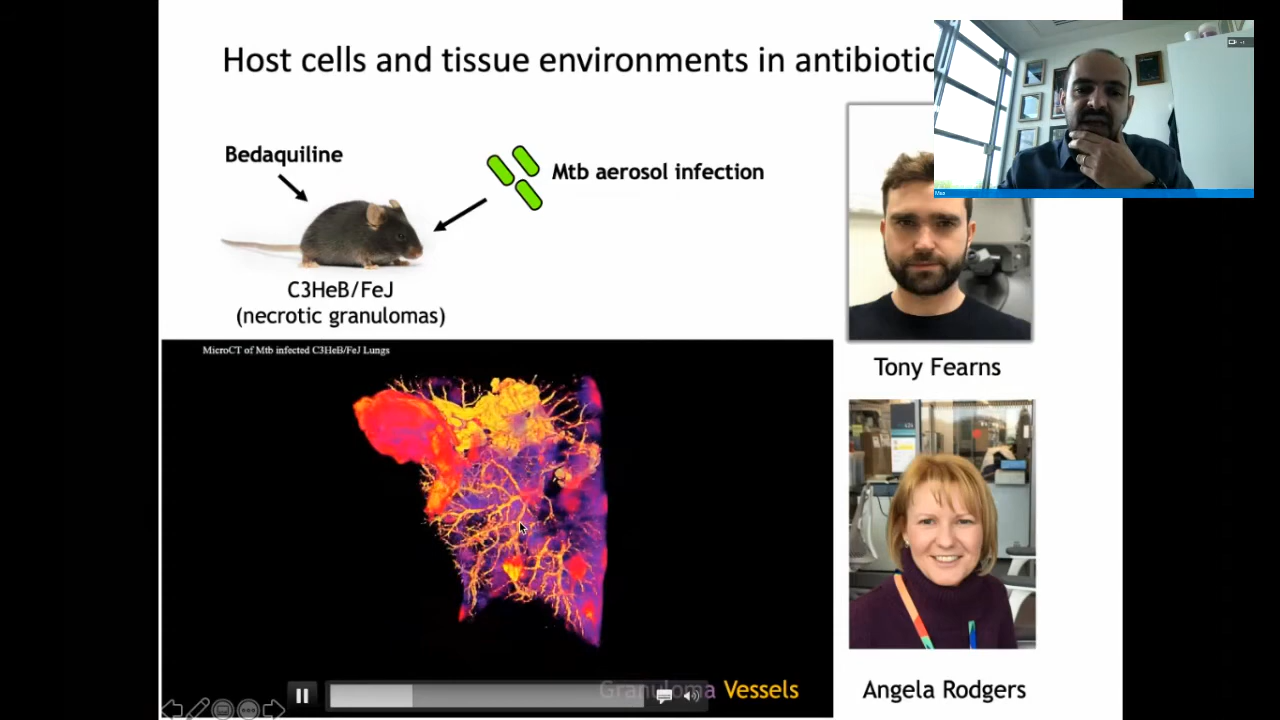 Host cells and tissue environments in antibiotic
Bedaquiline
Mtb aerosol infection
C3HeB/FeJ
(necrotic granulomas)
MicroCT of Mtb infected C3HeB/FeJ Lungs
Granuloma Vessels
Tony Fearns
Angela Rodgers